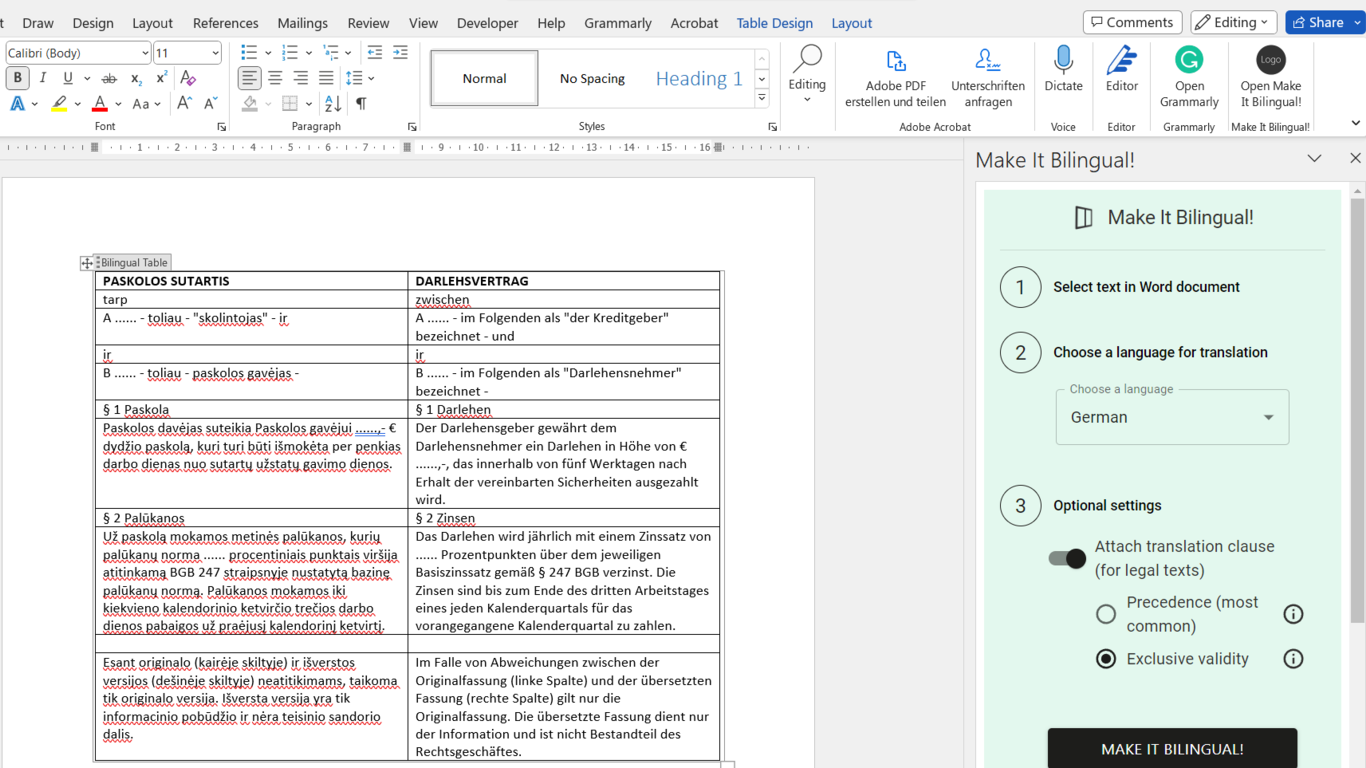 Draw Design Layout References Mailings Review View Developer Help Grammarly Acrobat Table Design Layout
Comments Editing Share
Calibri (Body) 11
Normal No Spacing Heading 1
Editing
Adobe PDF erstellen und teilen
Unterschriften anfragen
Dictate
Editor
Open Grammarly
Logo
Open Make It Bilingual!
Font Paragraph Styles Adobe Acrobat Voice Editor Grammarly Make It Bilingual!
1 2 3 4 5 6 7 9 10 11 12 13 14 15 16
Bilingual Table
PASKOLOS SUTARTIS
DARLEHSVERTRAG
tarp
zwischen
A ...... - toliau - "skolintojas" - ir
A ...... - im Folgenden als "der Kreditgeber"
bezeichnet - und
ir
ir
B ...... - toliau - paskolos gavėjas -
B ...... - im Folgenden als "Darlehensnehmer"
bezeichnet -
§ 1 Paskola
§ 1 Darlehen
Paskolos davėjas suteikia Paskolos gavėjui ......,- €
dydžio paskolą, kuri turi būti išmokėta per penkias
darbo dienas nuo sutartų užstatų gavimo dienos.
Der Darlehensgeber gewährt dem
Darlehensnehmer ein Darlehen in Höhe von €
......,-, das innerhalb von fünf Werktagen nach
Erhalt der vereinbarten Sicherheiten ausgezahlt
wird.
§ 2 Palūkanos
§ 2 Zinsen
Už paskolą mokamos metinės palūkanos, kurių
palūkanų norma ...... procentiniais punktais viršija
atitinkamą BGB 247 straipsnyje nustatytą bazinę
palūkanų normą. Palūkanos mokamos iki
kiekvieno kalendorinio ketvirčio trečios darbo
dienos pabaigos už praėjusį kalendorinį ketvirtį.
Das Darlehen wird jährlich mit einem Zinssatz von
...... Prozentpunkten über dem jeweiligen
Basiszinssatz gemäß § 247 BGB verzinst. Die
Zinsen sind bis zum Ende des dritten Arbeitstages
eines jeden Kalenderquartals für das
vorangegangene Kalenderquartal zu zahlen.
Esant originalo (kairėje skiltyje) ir išverstos
versijos (dešinėje skiltyje) neatitikimams, taikoma
tik originalo versija. Išversta versija yra tik
informacinio pobūdžio ir nėra teisinio sandorio
dalis.
Im Falle von Abweichungen zwischen der
Originalfassung (linke Spalte) und der übersetzten
Fassung (rechte Spalte) gilt nur die
Originalfassung. Die übersetzte Fassung dient nur
der Information und ist nicht Bestandteil des
Rechtsgeschäftes.
Make It Bilingual!
Make It Bilingual!
1 Select text in Word document
2 Choose a language for translation
Choose a language
German
3 Optional settings
Attach translation clause
(for legal texts)
Precedence (most
common)
Exclusive validity
MAKE IT BILINGUAL!